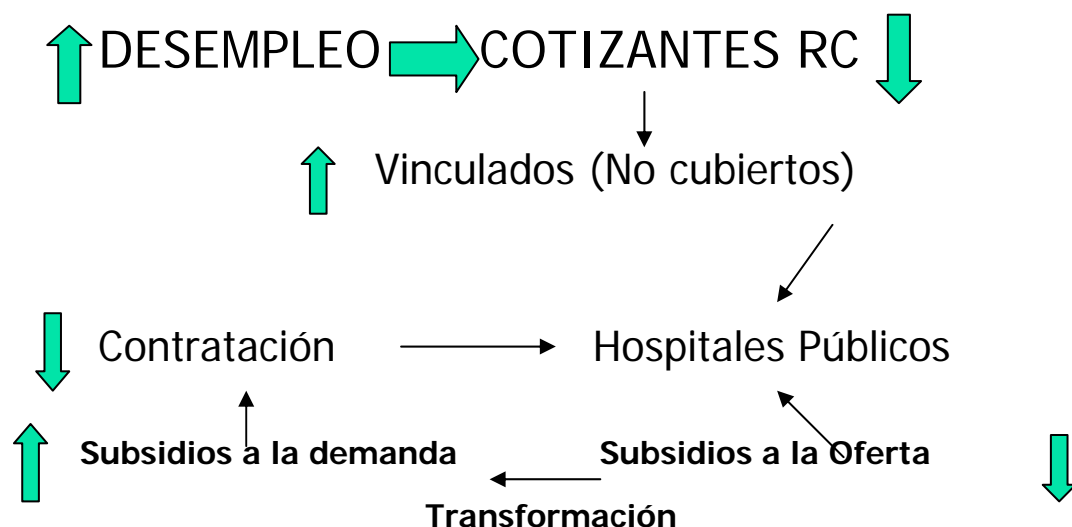 DESEMPLEO COTIZANTES RC
Vinculados (No cubiertos)
Contratación Hospitales Públicos
Subsidios a la demanda Subsidios a la Oferta
Transformación